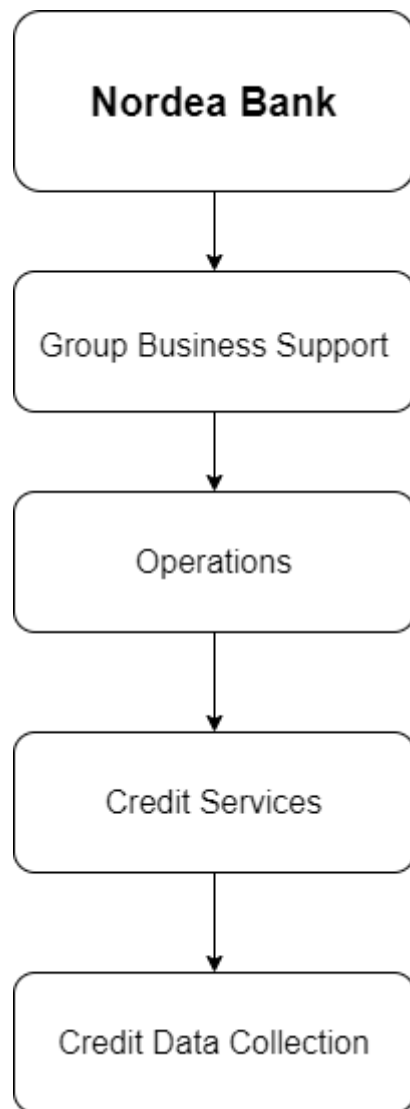 Nordea Bank
Group Business Support
Operations
Credit Services
Credit Data Collection